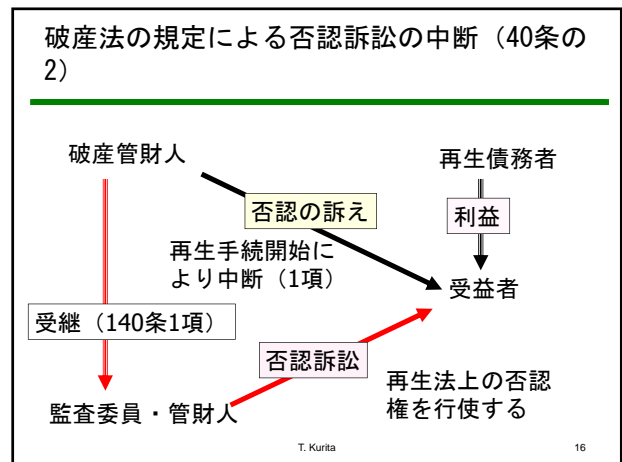 破産法の規定による否認訴訟の中断（40条の
2）
破産管財人
再生債務者
否認の訴え
利益
再生手続開始に
より中断（1項）
受益者
受継（140条1項）
否認訴訟
再生法上の否認
権を行使する
監査委員・管財人
T. Kurita
16